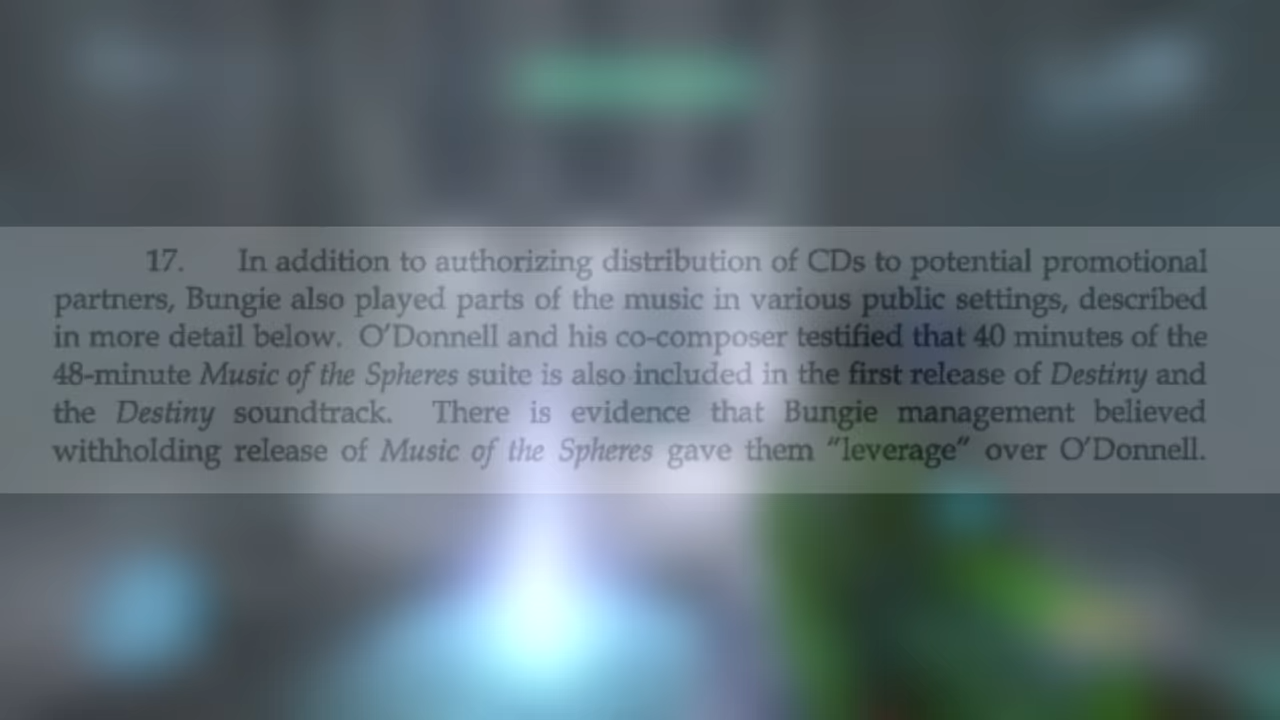 17. In addition to authorizing distribution of CDs to potential promotional
partners, Bungie also played parts of the music in various public settings, described
in more detail below. O’Donnell and his co-composer testified that 40 minutes of the
48-minute Music of the Spheres suite is also included in the first release of Destiny and
the Destiny soundtrack. There is evidence that Bungie management believed
withholding release of Music of the Spheres gave them “leverage” over O’Donnell.